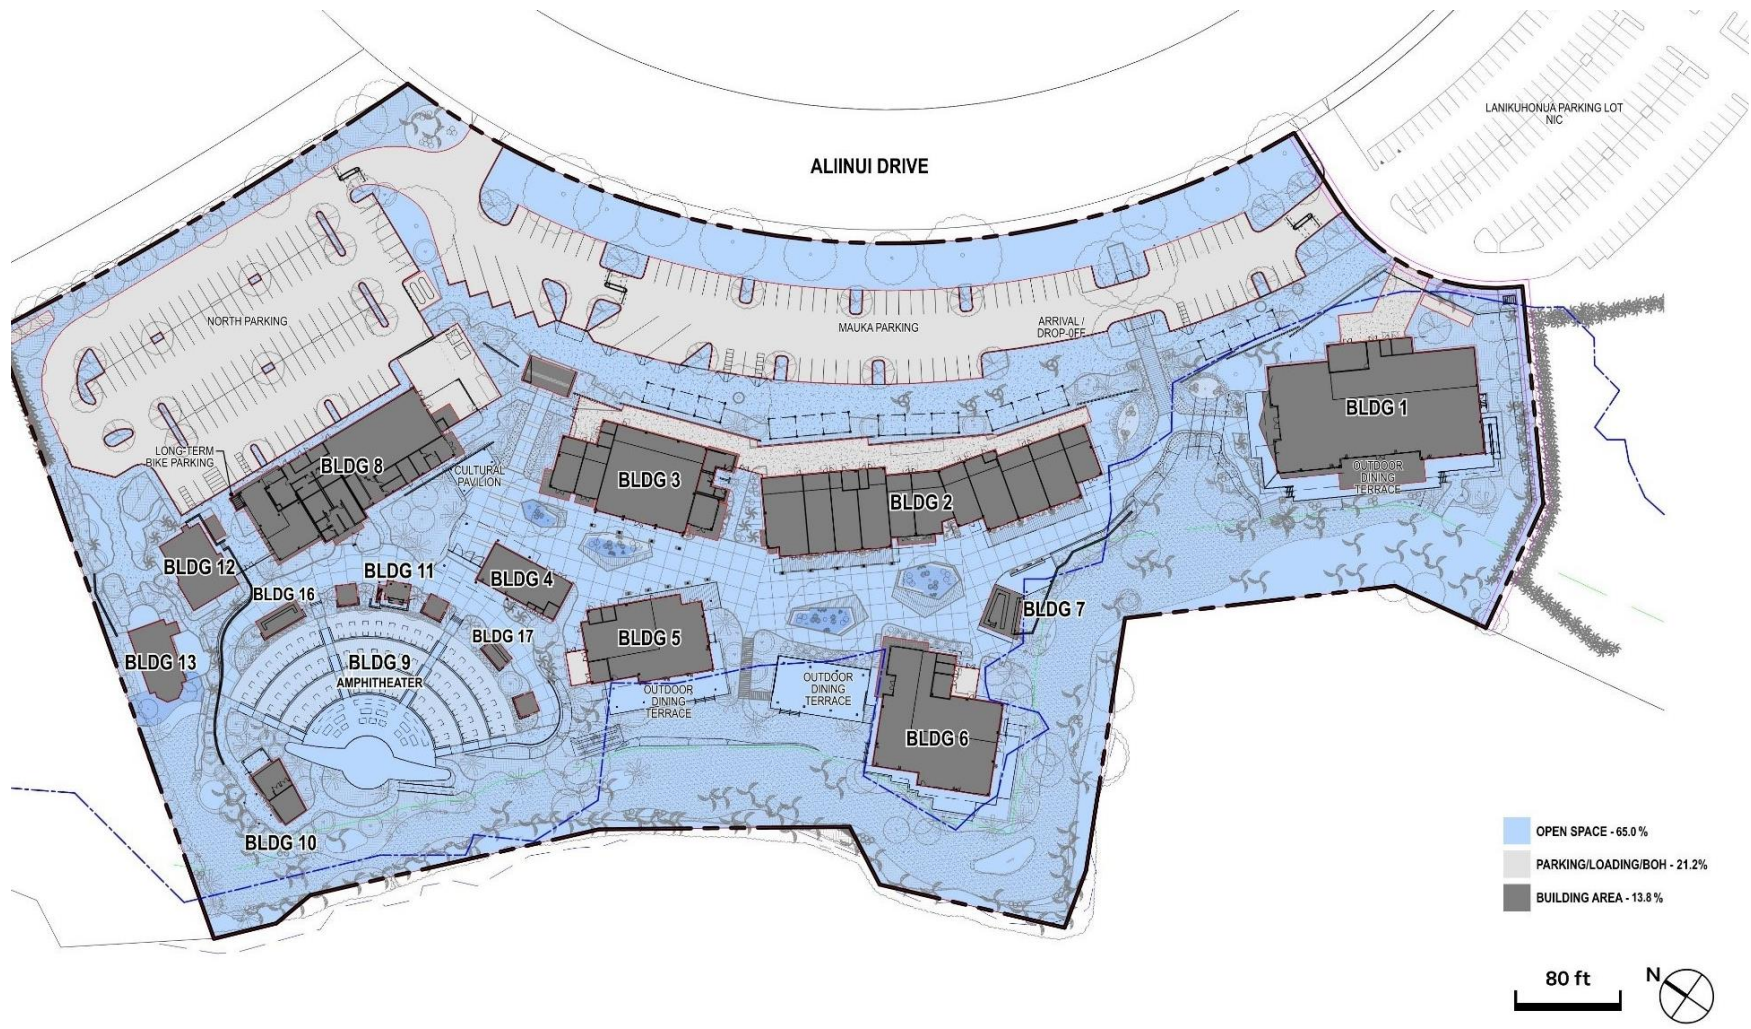 LANIKUHONUA PARKING LOT
NIC
ALIINUI DRIVE
NORTH PARKING
MAUKA PARKING
ARRIVAL /
DROP-OFF
BLDG 1
LONG-TERM
BIKE PARKING
BLDG 8
CULTURAL
PAVILION
BLDG 3
BLDG 2
OUTDOOR
DINING
TERRACE
BLDG 12
BLDG 11
BLDG 4
BLDG 16
BLDG 7
BLDG 17
BLDG 5
BLDG 13
BLDG 9
AMPHITHEATER
OUTDOOR
DINING
TERRACE
OUTDOOR
DINING
TERRACE
BLDG 6
BLDG 10
OPEN SPACE - 65.0 %
PARKING/LOADING/BOH - 21.2%
BUILDING AREA - 13.8 %
80 ft
N